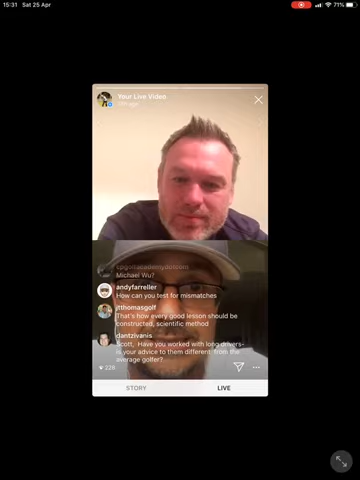 15:31 Sat 25 Apr 71%
Your Live Video
spgolfacademydotcom
Michael Wu?
andyfarreller
How can you test for mismatches
jtthomasgolf
That's how every good lesson should be
constructed, scientific method
dantzivanis
Scott, Have you worked with long drivers-
is your advice to them different from the
average golfer?
STORY LIVE